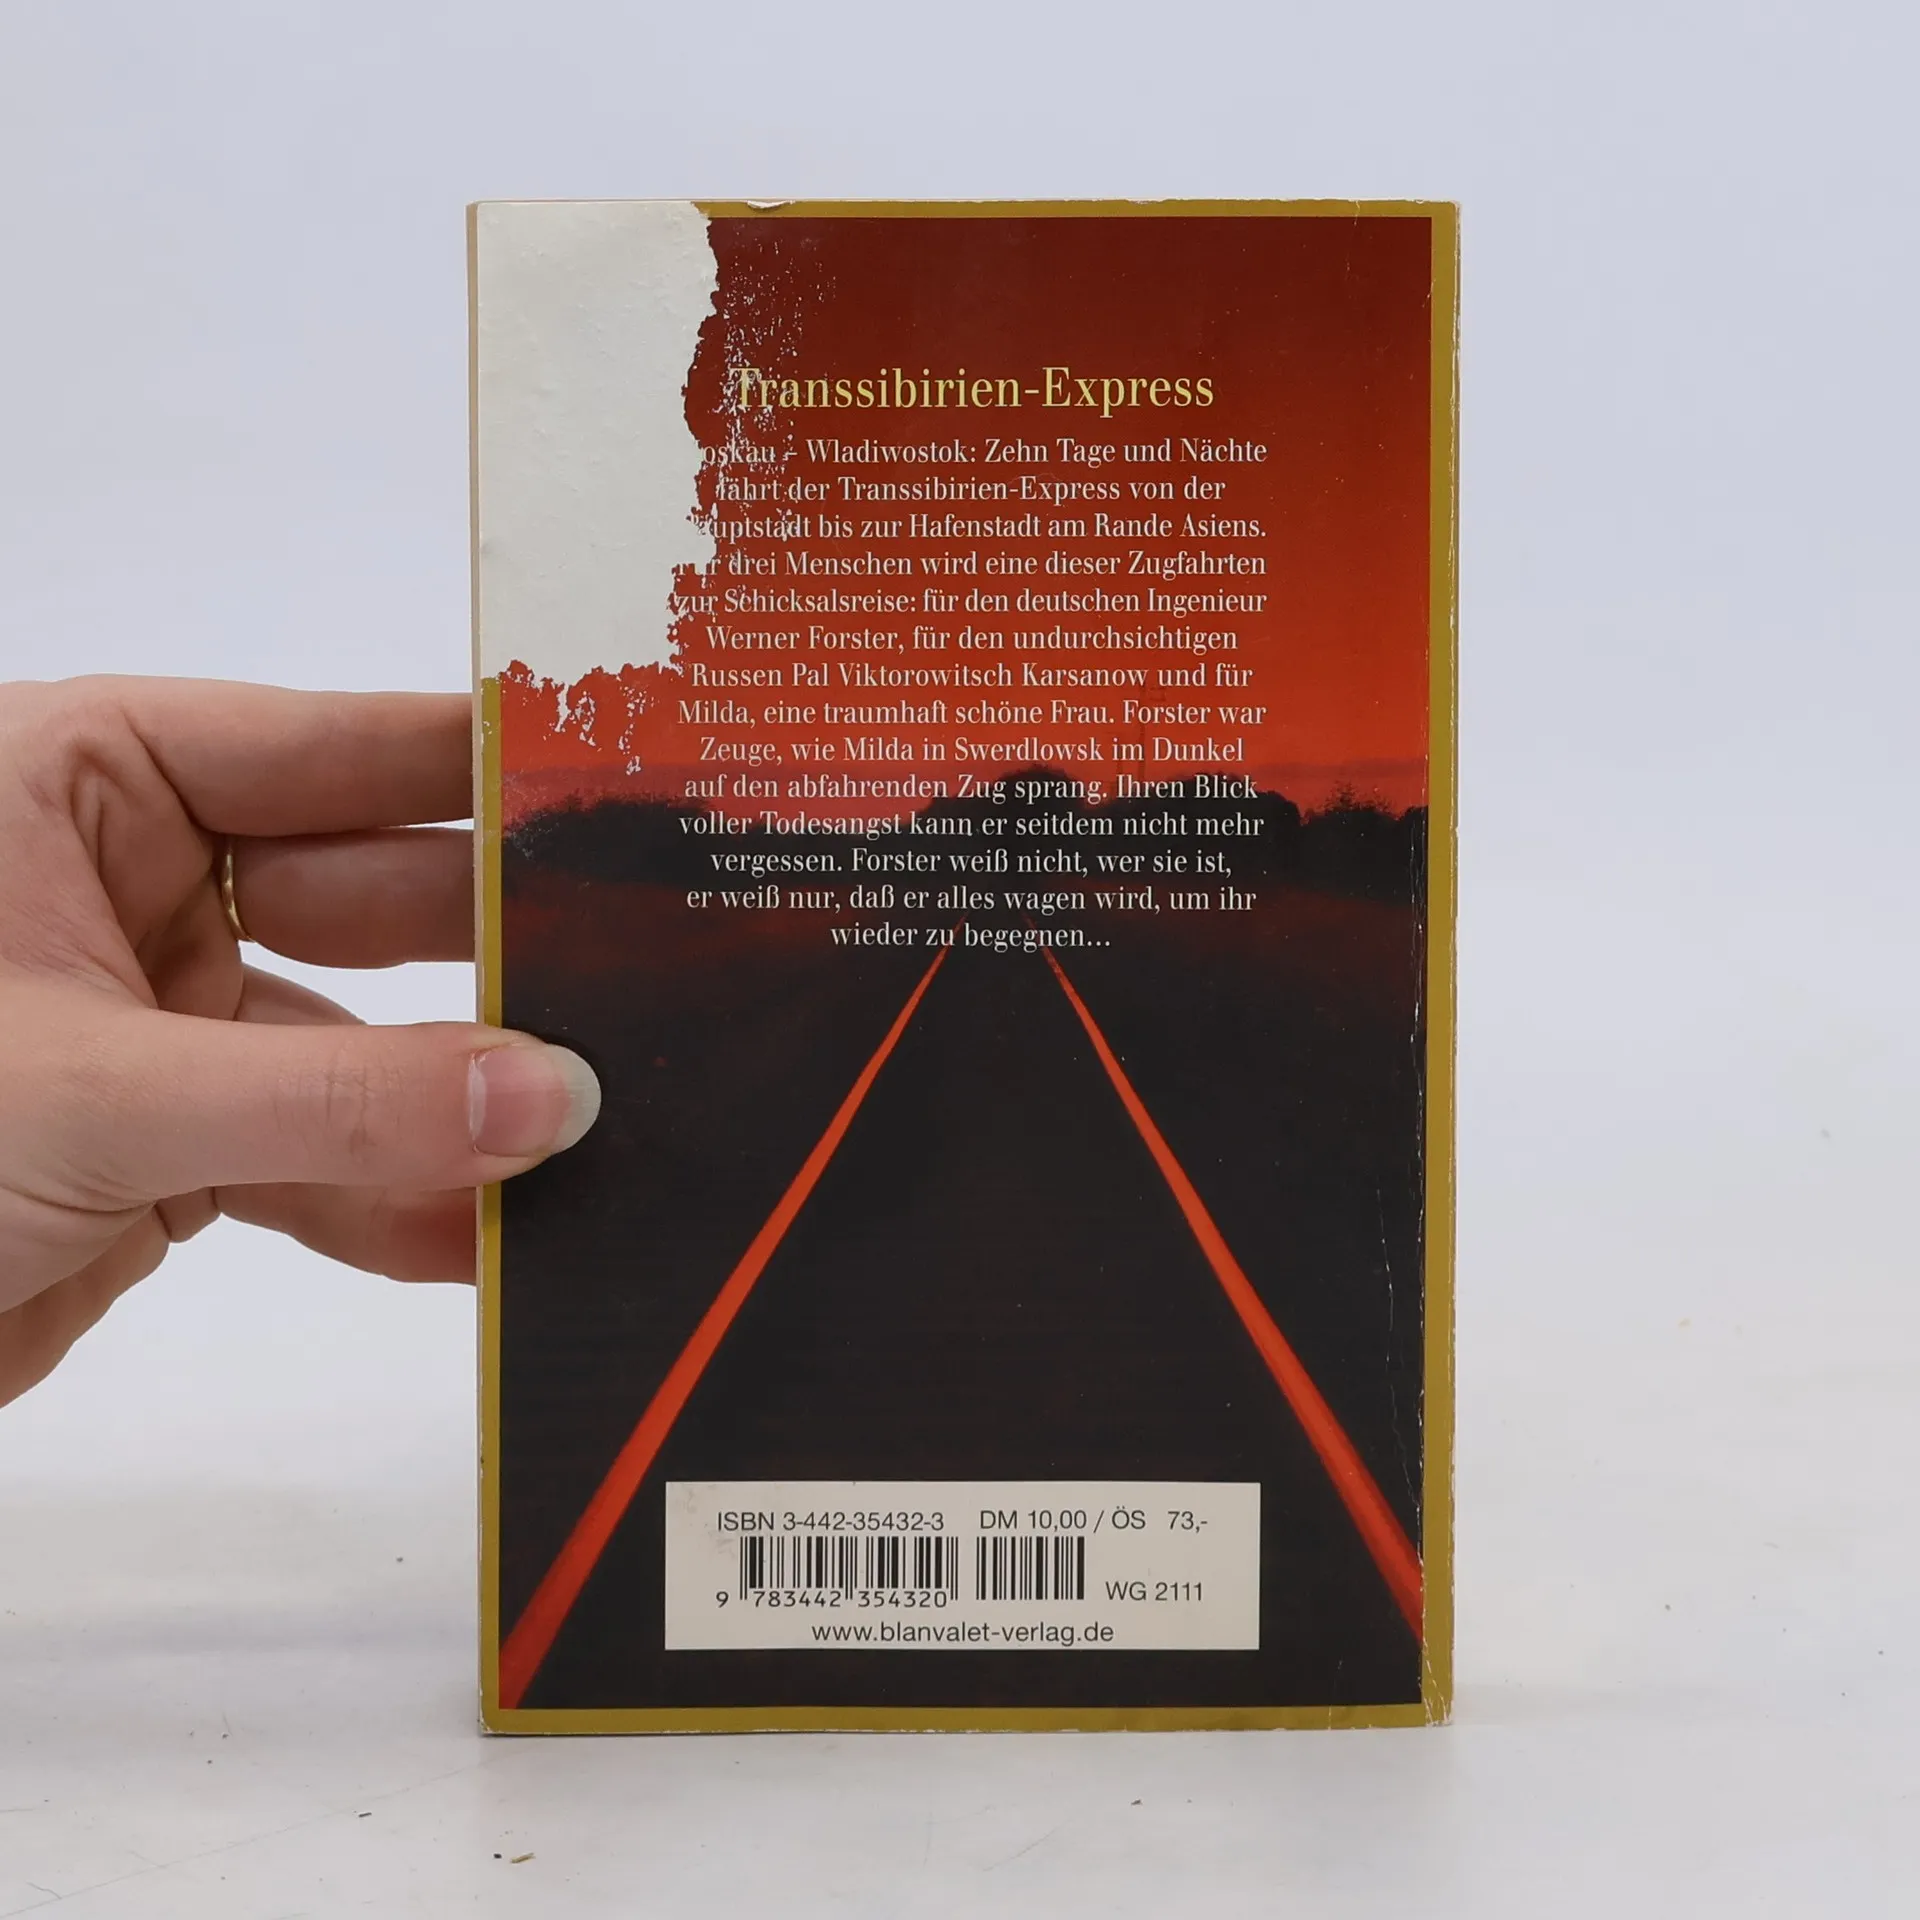 Transsibirien-Express
oskau – Wladiwostok: Zehn Tage und Nächte
fährt der Transsibirien-Express von der
auptstadt bis zur Hafenstadt am Rande Asiens.
drei Menschen wird eine dieser Zugfahrten
zur Schicksalsreise: für den deutschen Ingenieur
Werner Forster, für den undurchsichtigen
Russen Pal Viktorowitsch Karsanow und für
Milda, eine traumhaft schöne Frau. Forster war
Zeuge, wie Milda in Swerdlowsk im Dunkel
auf den abfahrenden Zug sprang. Ihren Blick
voller Todesangst kann er seitdem nicht mehr
vergessen. Forster weiß nicht, wer sie ist,
er weiß nur, daß er alles wagen wird, um ihr
wieder zu begegnen...
ISBN 3-442-35432-3 DM 10,00 / ÖS 73,-
9 783442 354320 WG 2111
www.blanvalet-verlag.de